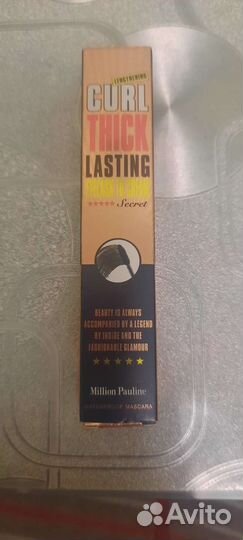 LENGTHENING
CURL
THICK
LASTING
Secret
BEAUTY IS ALWAYS
ACCOMPANIED BY A LEGEND
BY INSIDE AND THE
FASHIONABLE GLAMOUR
Million Pauline
WATERPROOF MASCARA
Avito